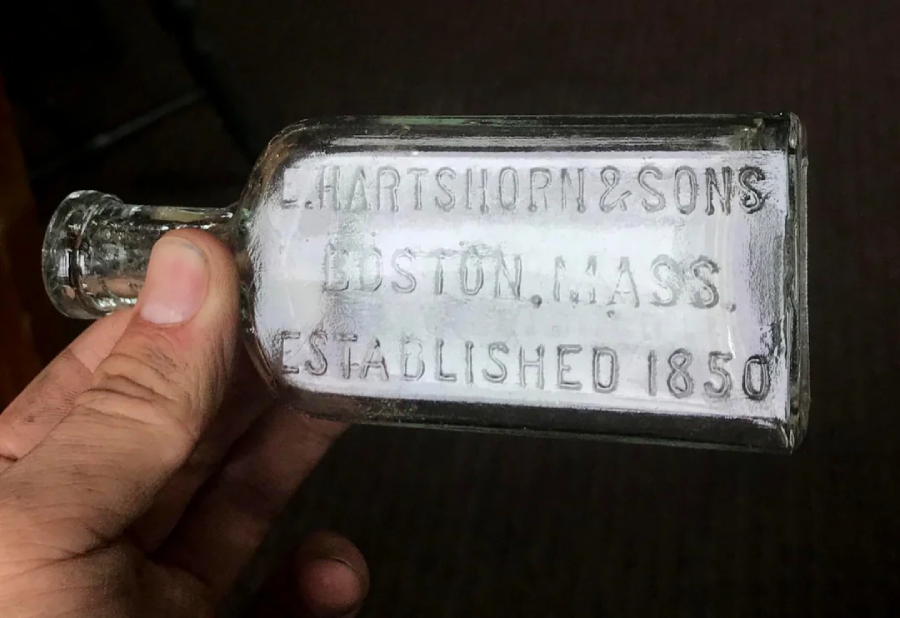 E.HARTSHORN & SONS
BOSTON, MASS.
ESTABLISHED 1850